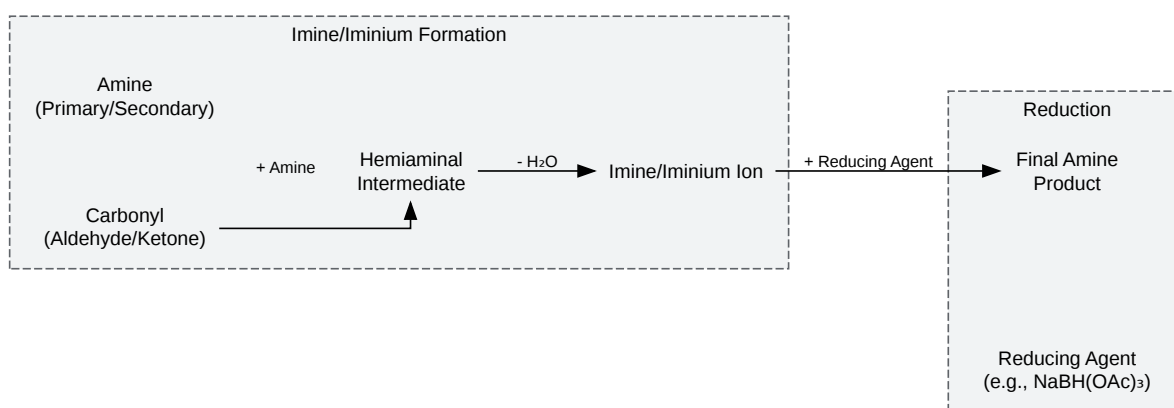 Imine/Iminium Formation
Amine
(Primary/Secondary)
+ Amine
Hemiaminal
Intermediate
- H₂O
Imine/Iminium Ion
+ Reducing Agent
Carbonyl
(Aldehyde/Ketone)
Reduction
Final Amine
Product
Reducing Agent
(e.g., NaBH(OAc)₃)